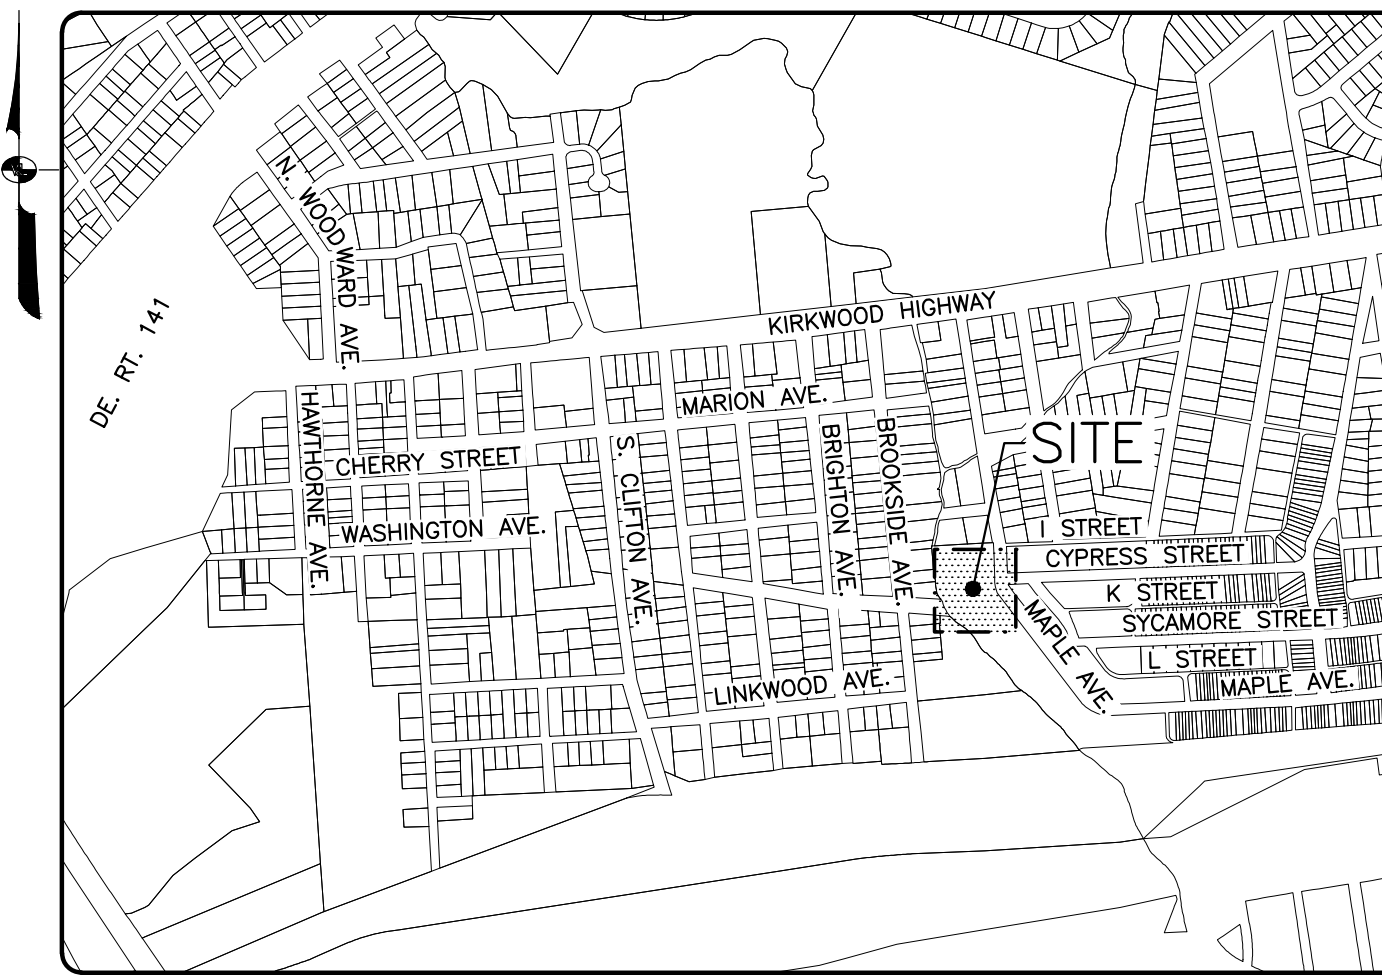 N. WOODWARD AVE.
DE. RT. 141
KIRKWOOD HIGHWAY
HAWTHORNE AVE.
MARION AVE.
CHERRY STREET
S. CLIFTON AVE.
BRIGHTON AVE.
BROOKSIDE AVE.
SITE
WASHINGTON AVE.
I STREET
CYPRESS STREET
K STREET
SYCAMORE STREET
MAPLE AVE.
L STREET
LINKWOOD AVE.
MAPLE AVE.